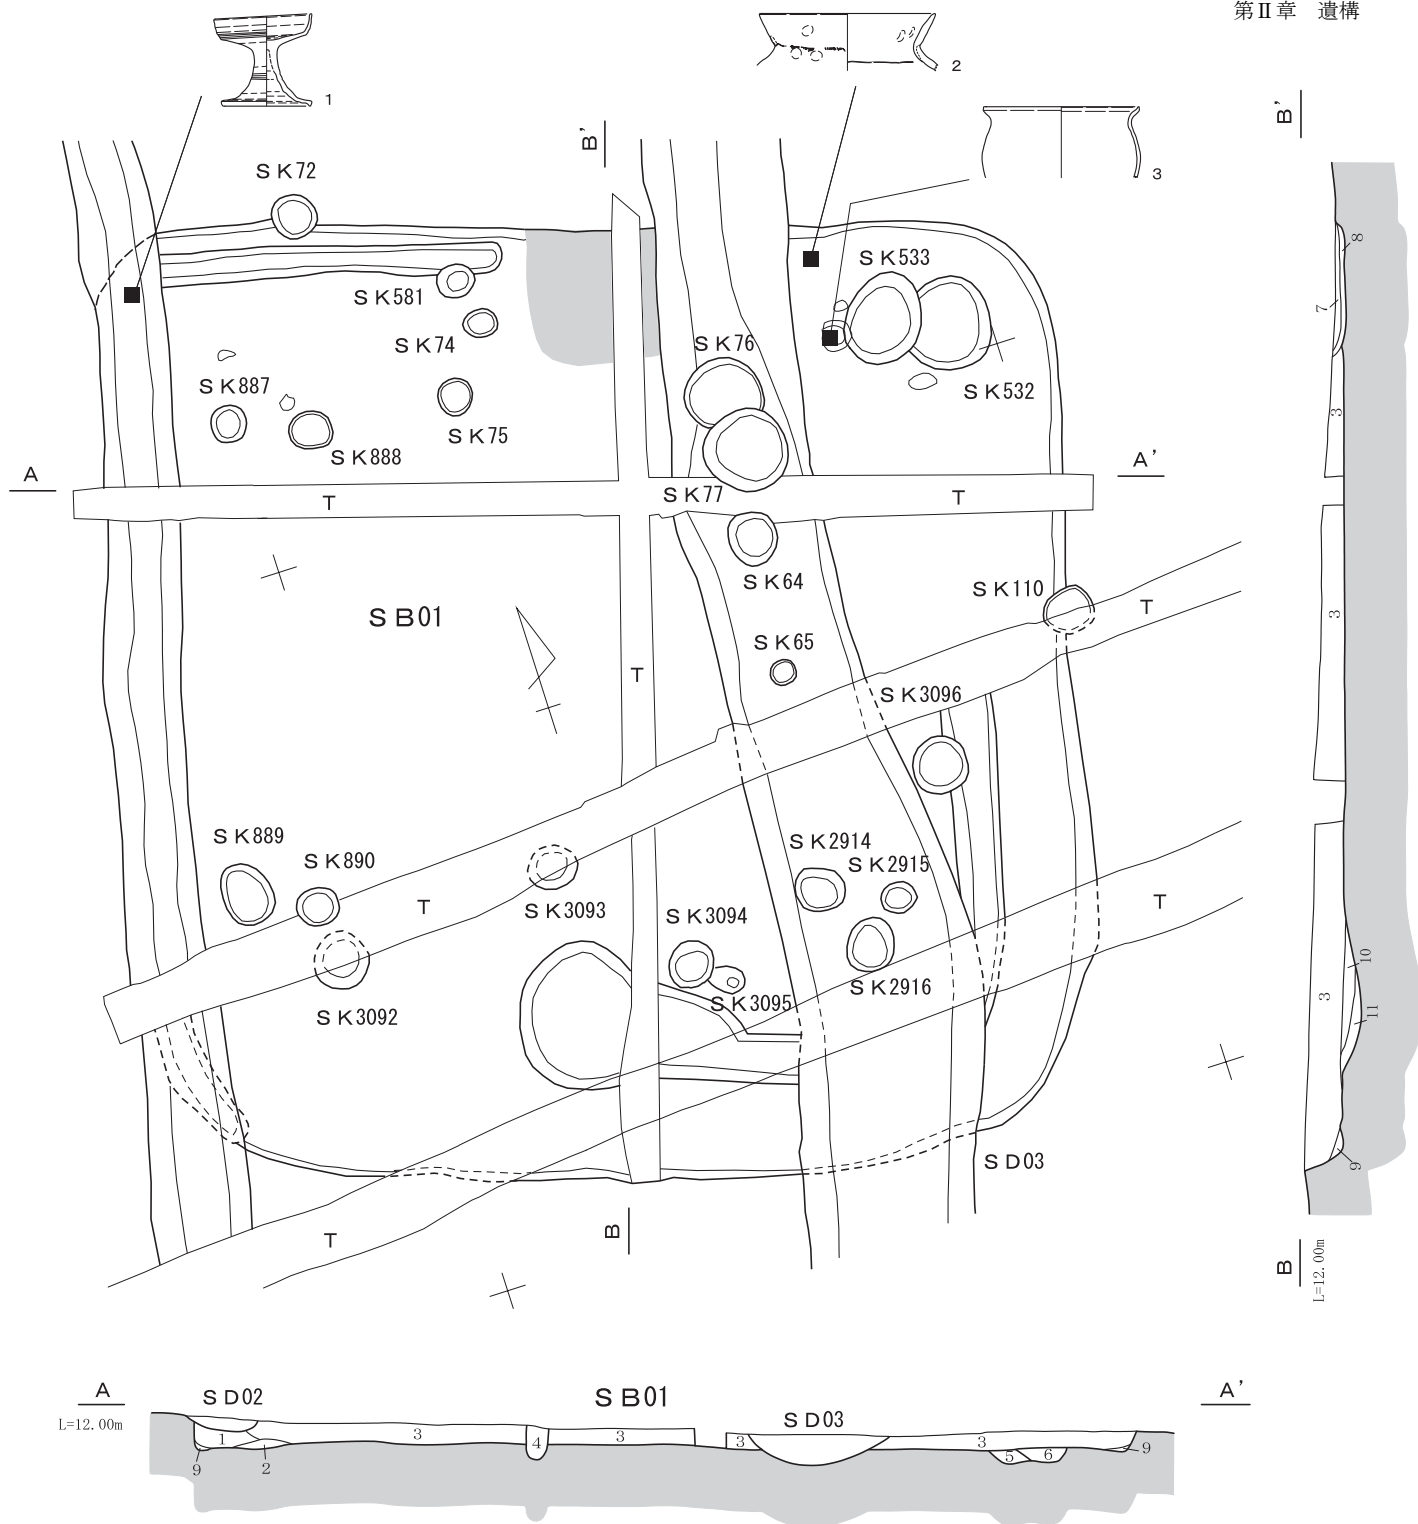 第Ⅱ章　遺構
1
2
3
B'
B'
SK72
SK533
SK581
SK74
SK76
SK532
SK887
SK75
SK888
A
A'
T
SK77
T
SK64
SK110
T
SB01
SK65
T
SK3096
SK889
SK890
SK2914
SK2915
T
SK3093
SK3094
T
SK2916
SK3095
SK3092
SD03
T
B
8
7
3
3
3
10
11
9
B
L=12.00m
A
SD02
SB01
SD03
A'
L=12.00m
1
3
4
3
3
3
5
6
9
9
2